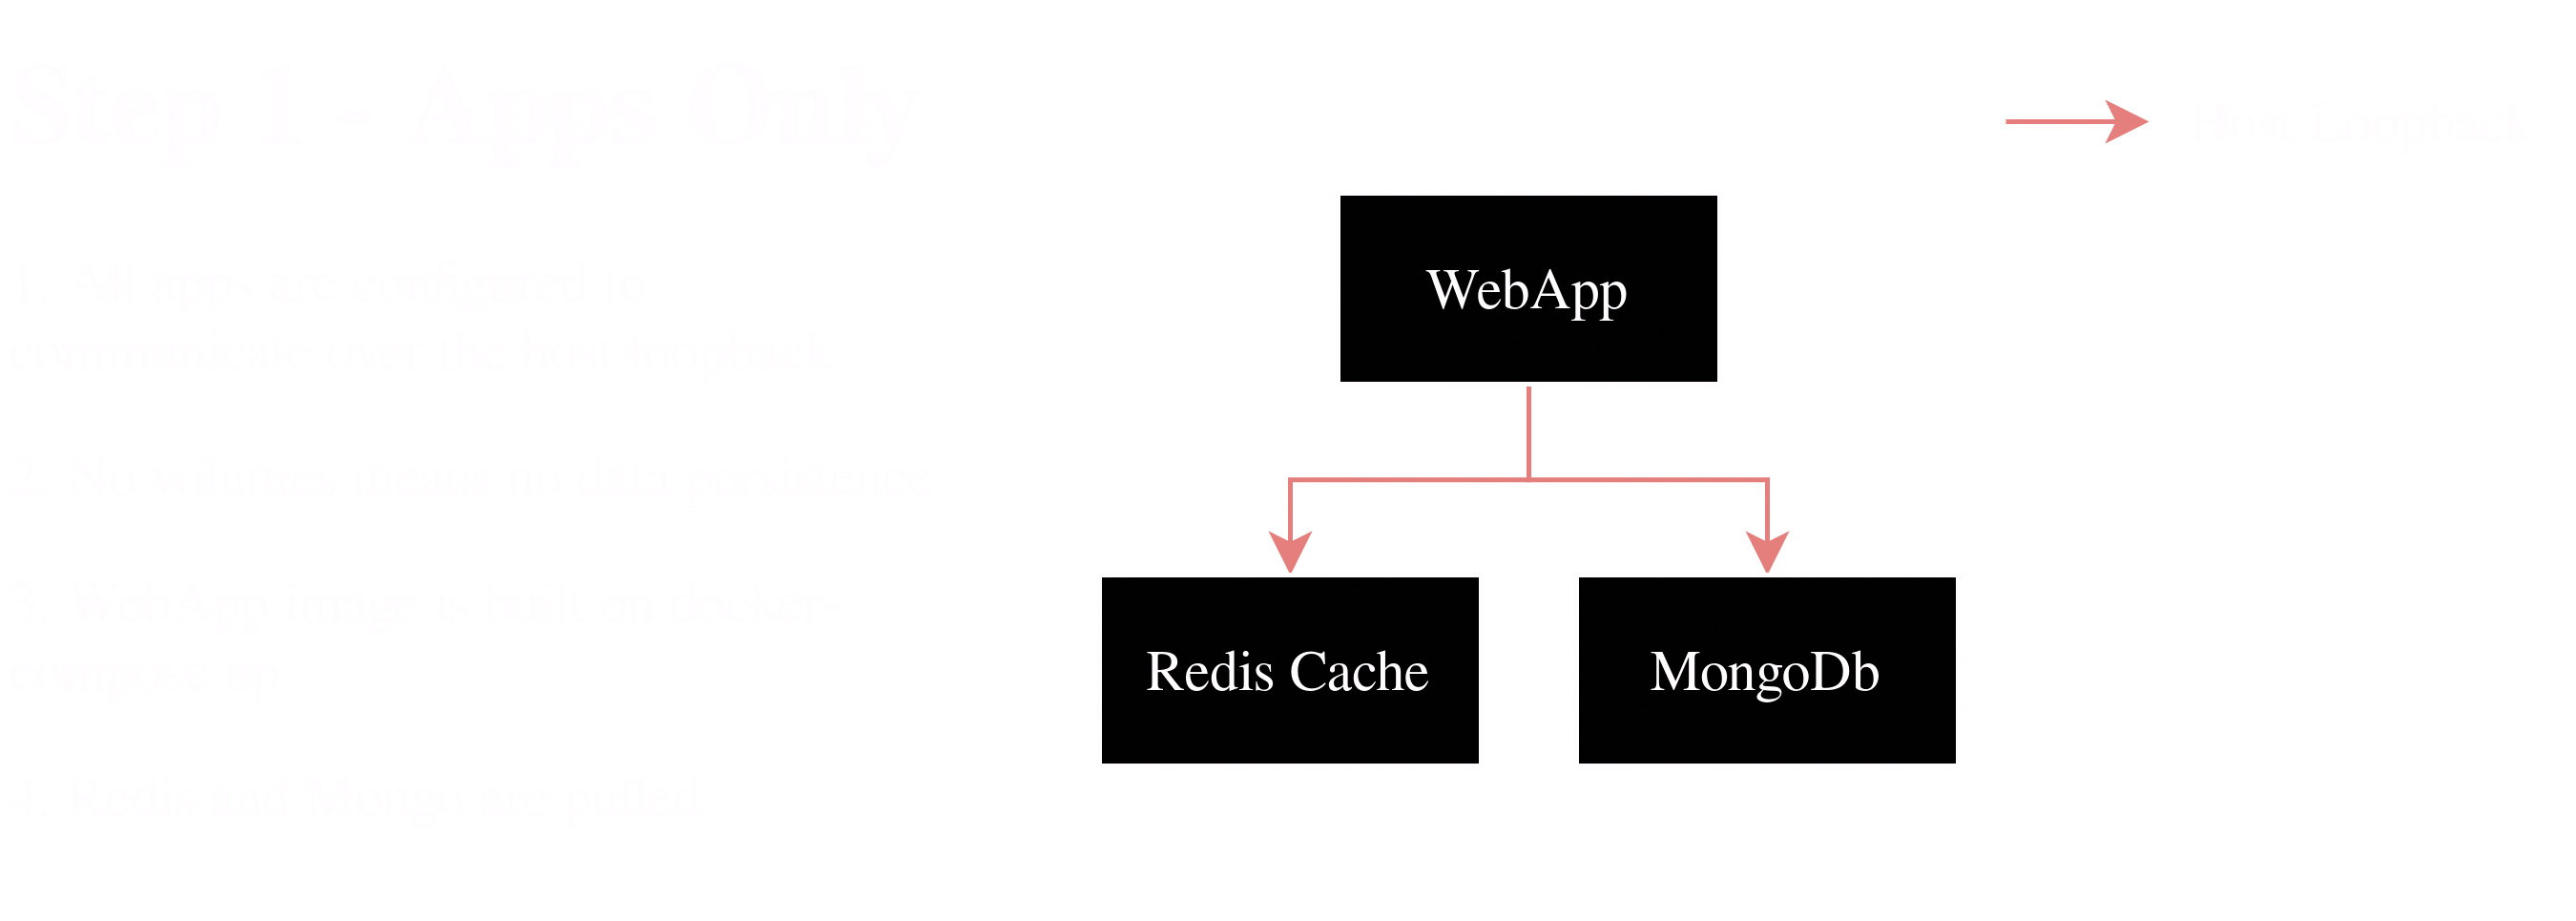 Step 1 - Apps Only
Host Loopback
1. All apps are configured to
communicate over the host loopback
2. No volumes means no data persistence
3. WebApp image is built on docker-
compose up
4. Redis and Mongo are pulled
WebApp
Redis Cache
MongoDb